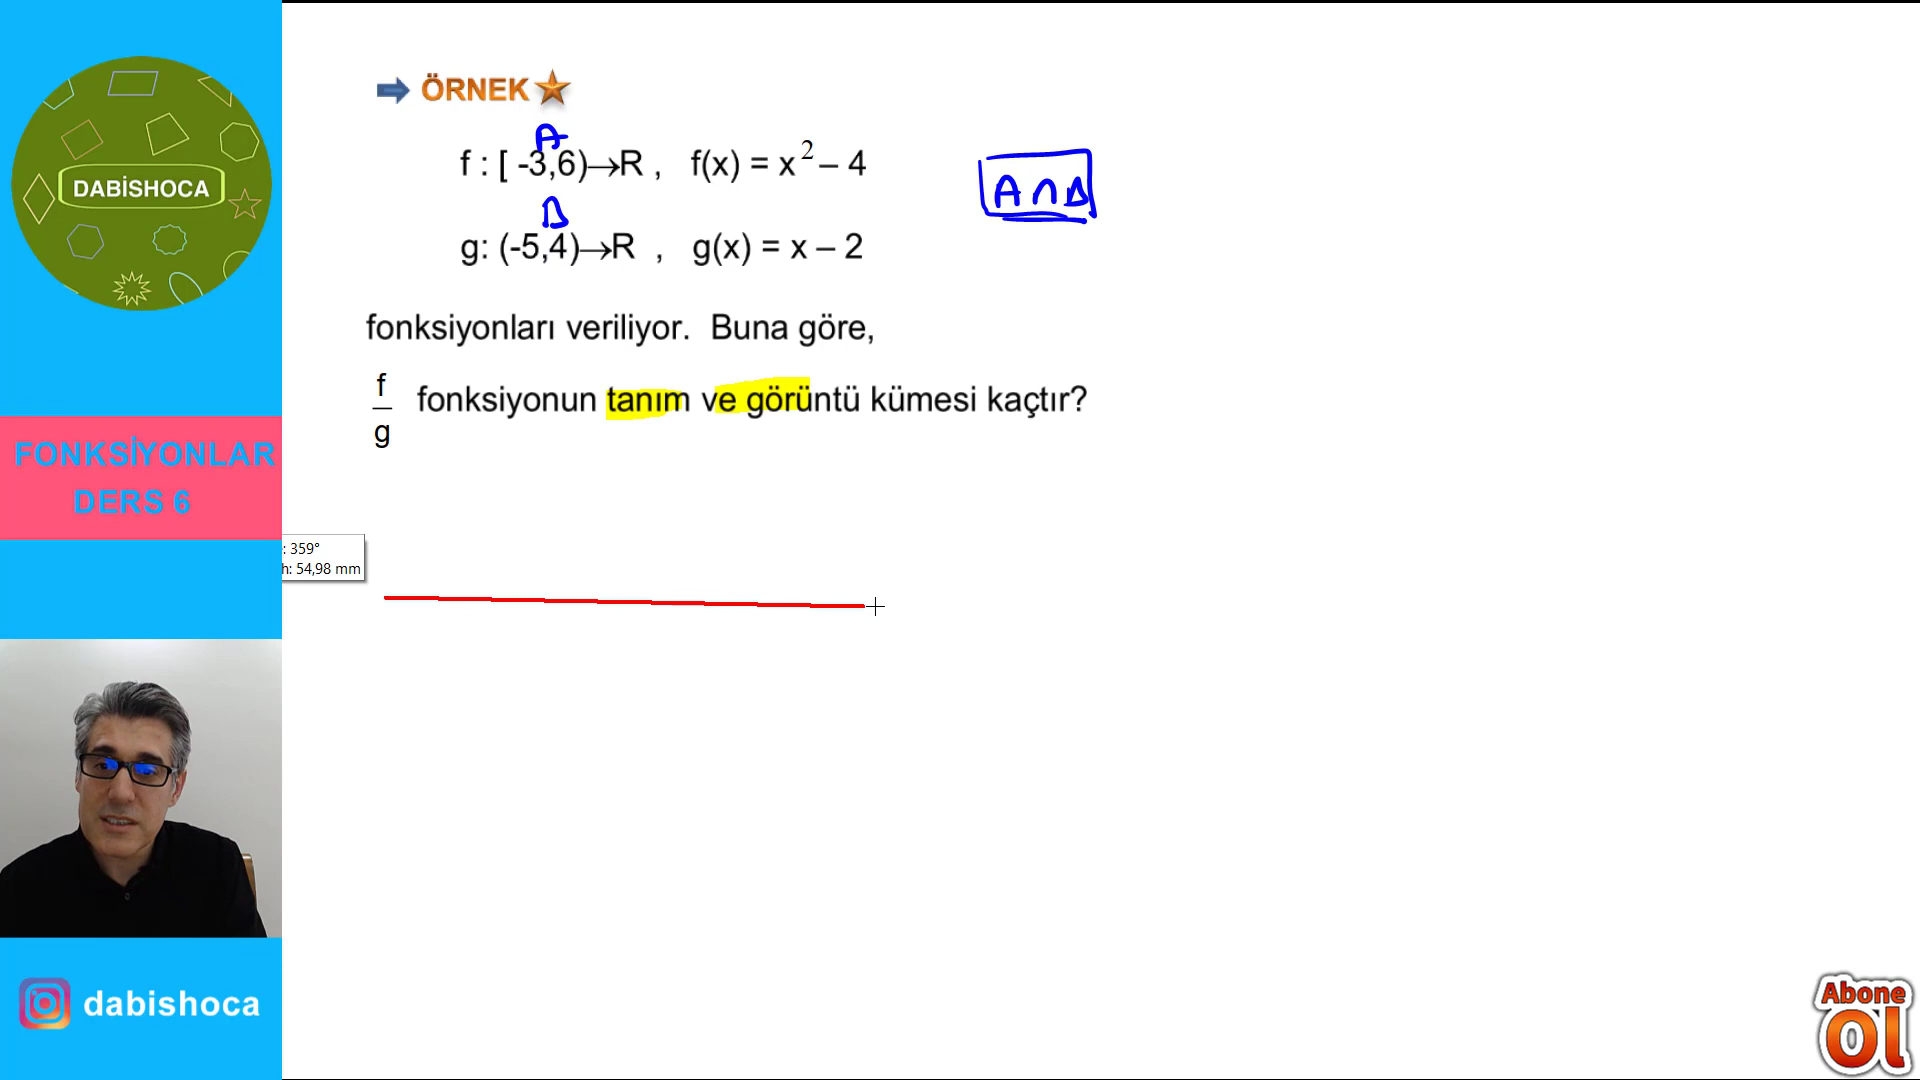 DABİSHOCA
FONKSİYONLAR
DERS 6
dabishoca
ÖRNEK
A
f : [ -3,6)→R , f(x) = x² – 4
A∩B
B
g: (-5,4)→R , g(x) = x – 2
fonksiyonları veriliyor. Buna göre,
f/g fonksiyonun tanım ve görüntü kümesi kaçtır?
: 359°
h: 54,98 mm
Abone
Ol